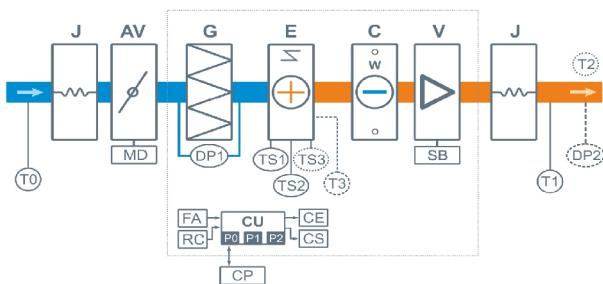 J AV G E C V J
W
T2
MD DP1 TS1 TS3 SB DP2
T0 TS2 T3 T1
FA CU CE
RC P0 P1 P2 CS
CP